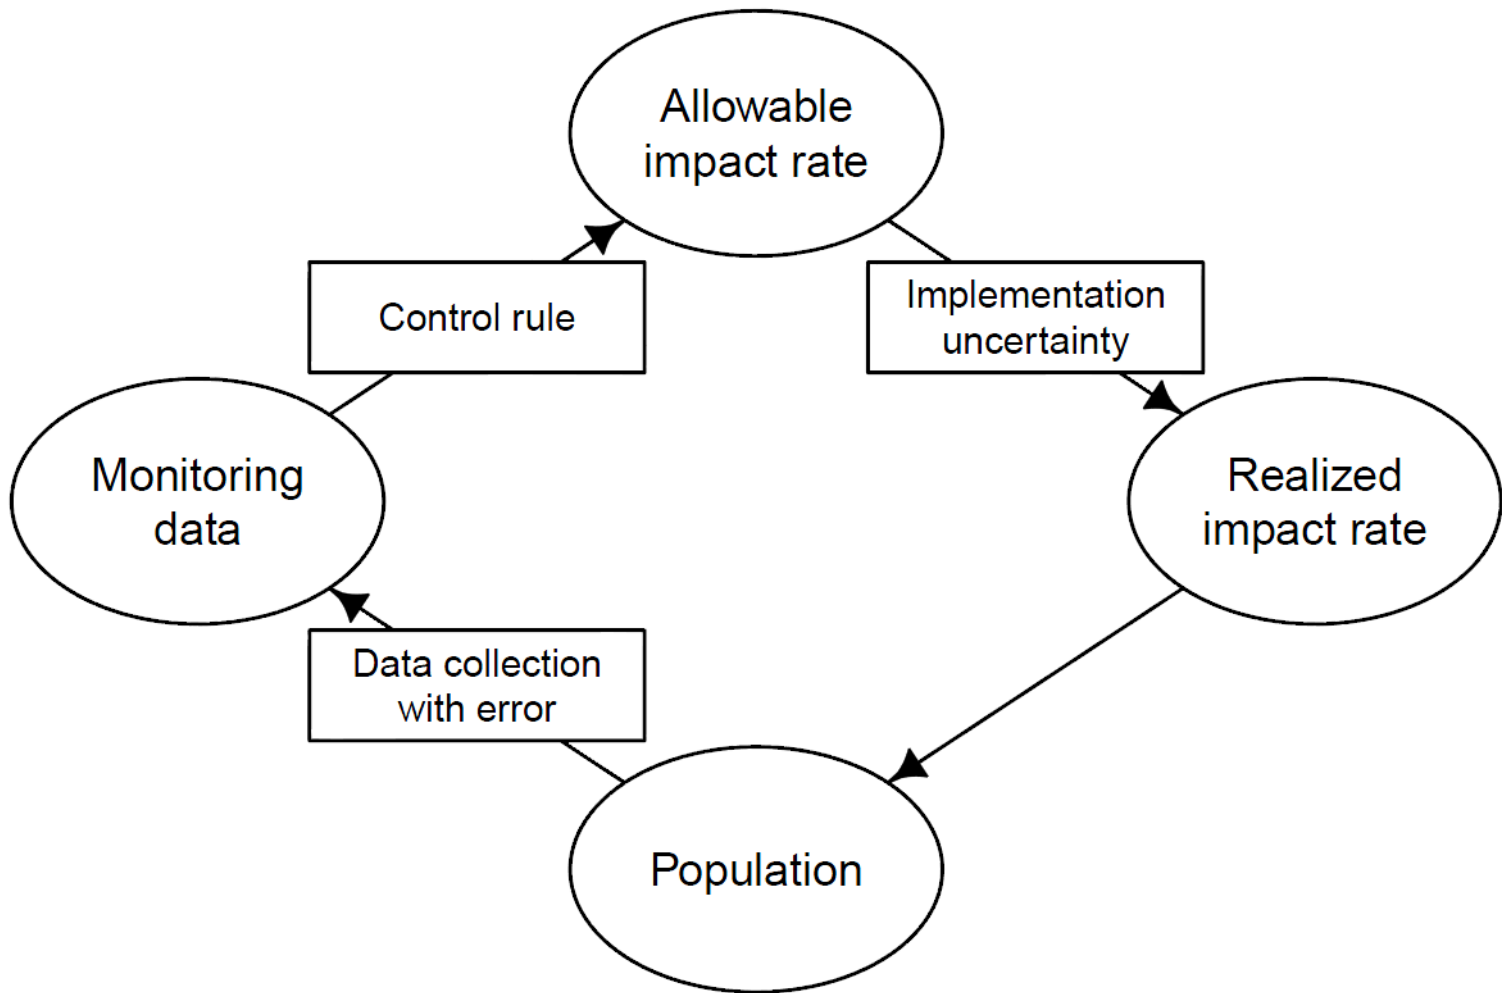 Allowable
impact rate
Control rule
Implementation
uncertainty
Monitoring
data
Realized
impact rate
Data collection
with error
Population